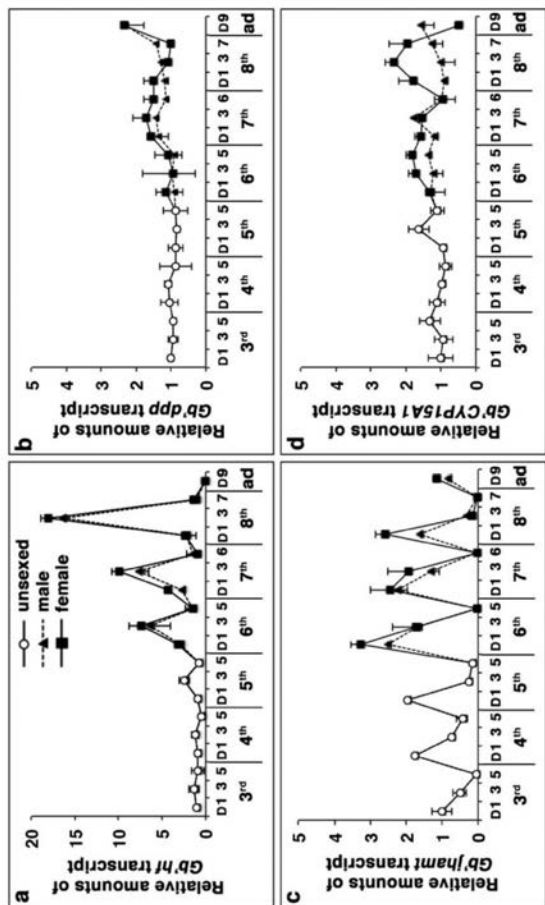 a
Relative amounts of
Gb'hf transcript
20
15
10
5
0
unsexed
male
female
D1 3 5 D1 3 5 D1 3 5 D1 3 5 D1 3 6 D1 3 7 D9
3rd 4th 5th 6th 7th 8th ad
b
Relative amounts of
Gb'dpp transcript
5
4
3
2
1
0
D1 3 5 D1 3 5 D1 3 5 D1 3 5 D1 3 6 D1 3 7 D9
3rd 4th 5th 6th 7th 8th ad
c
Relative amounts of
Gb'jhamt transcript
5
4
3
2
1
0
D1 3 5 D1 3 5 D1 3 5 D1 3 5 D1 3 6 D1 3 7 D9
3rd 4th 5th 6th 7th 8th ad
d
Relative amounts of
Gb'CYP15A1 transcript
5
4
3
2
1
0
D1 3 5 D1 3 5 D1 3 5 D1 3 5 D1 3 6 D1 3 7 D9
3rd 4th 5th 6th 7th 8th ad